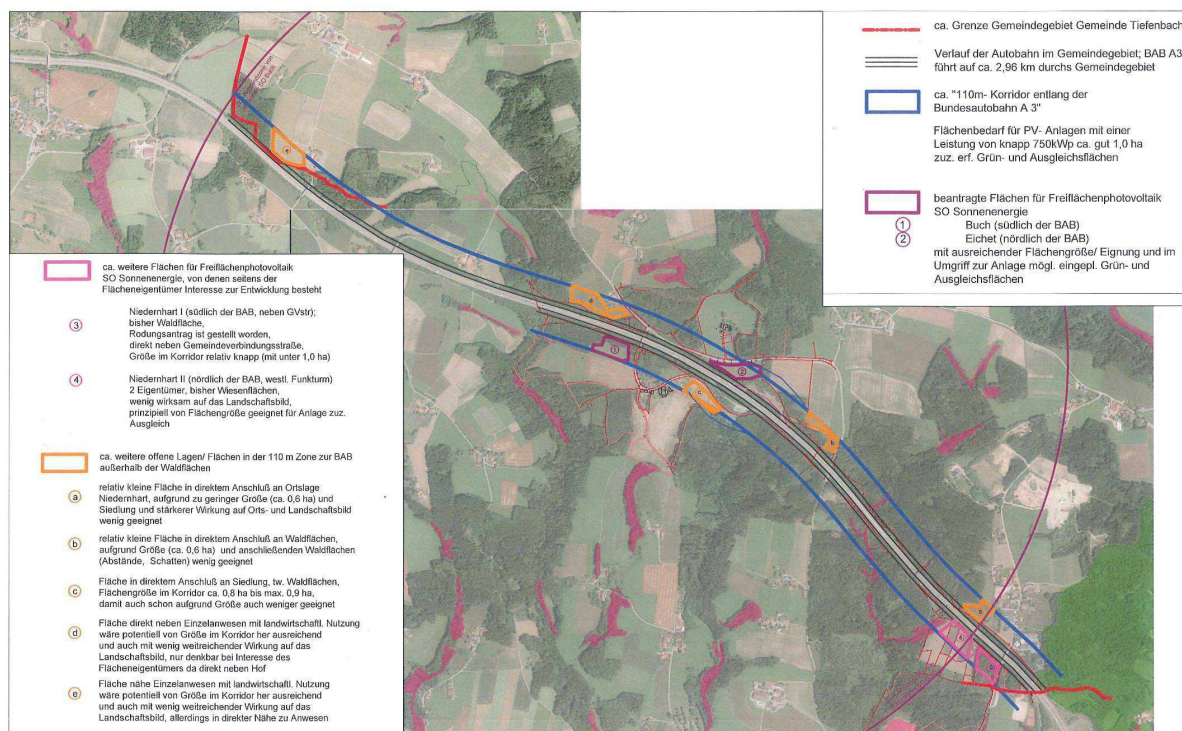 ca. Grenze Gemeindegebiet Gemeinde Tiefenbach
Verlauf der Autobahn im Gemeindegebiet; BAB A3
führt auf ca. 2,96 km durchs Gemeindegebiet
ca. "110m- Korridor entlang der
Bundesautobahn A 3"
Flächenbedarf für PV- Anlagen mit einer
Leistung von knapp 750kWp ca. gut 1,0 ha
zuz. erf. Grün- und Ausgleichsflächen
beantragte Flächen für Freiflächenphotovoltaik
SO Sonnenenergie
1 Buch (südlich der BAB)
2 Eichet (nördlich der BAB)
mit ausreichender Flächengröße/ Eignung und im
Umgriff zur Anlage mögl. eingepl. Grün- und
Ausgleichsflächen
ca. weitere Flächen für Freiflächenphotovoltaik
SO Sonnenenergie, von denen seitens der
Flächeneigentümer Interesse zur Entwicklung besteht
3 Niedernhart I (südlich der BAB, neben GVstr);
bisher Waldfläche,
Rodungsantrag ist gestellt worden,
direkt neben Gemeindeverbindungsstraße,
Größe im Korridor relativ knapp (mit unter 1,0 ha)
4 Niedernhart II (nördlich der BAB, westl. Funkturm)
2 Eigentümer, bisher Wiesenflächen,
wenig wirksam auf das Landschaftsbild,
prinzipiell von Flächengröße geeignet für Anlage zuz.
Ausgleich
ca. weitere offene Lagen/ Flächen in der 110 m Zone zur BAB
außerhalb der Waldflächen
a relativ kleine Fläche in direktem Anschluß an Ortslage
Niedernhart, aufgrund zu geringer Größe (ca. 0,6 ha) und
Siedlung und stärkerer Wirkung auf Orts- und Landschaftsbild
wenig geeignet
b relativ kleine Fläche in direktem Anschluß an Waldflächen,
aufgrund Größe (ca. 0,6 ha) und anschließenden Waldflächen
(Abstände, Schatten) wenig geeignet
c Fläche in direktem Anschluß an Siedlung, tw. Waldflächen,
Flächengröße im Korridor ca. 0,8 ha bis max. 0,9 ha,
damit auch schon aufgrund Größe auch weniger geeignet
d Fläche direkt neben Einzelanwesen mit landwirtschaftl. Nutzung
wäre potentiell von Größe im Korridor her ausreichend
und auch mit wenig weitreichender Wirkung auf das
Landschaftsbild, nur denkbar bei Interesse des
Flächeneigentümers da direkt neben Hof
e Fläche nähe Einzelanwesen mit landwirtschaftl. Nutzung
wäre potentiell von Größe im Korridor her ausreichend
und auch mit wenig weitreichender Wirkung auf das
Landschaftsbild, allerdings in direkter Nähe zu Anwesen
1
2
c
b
4
3